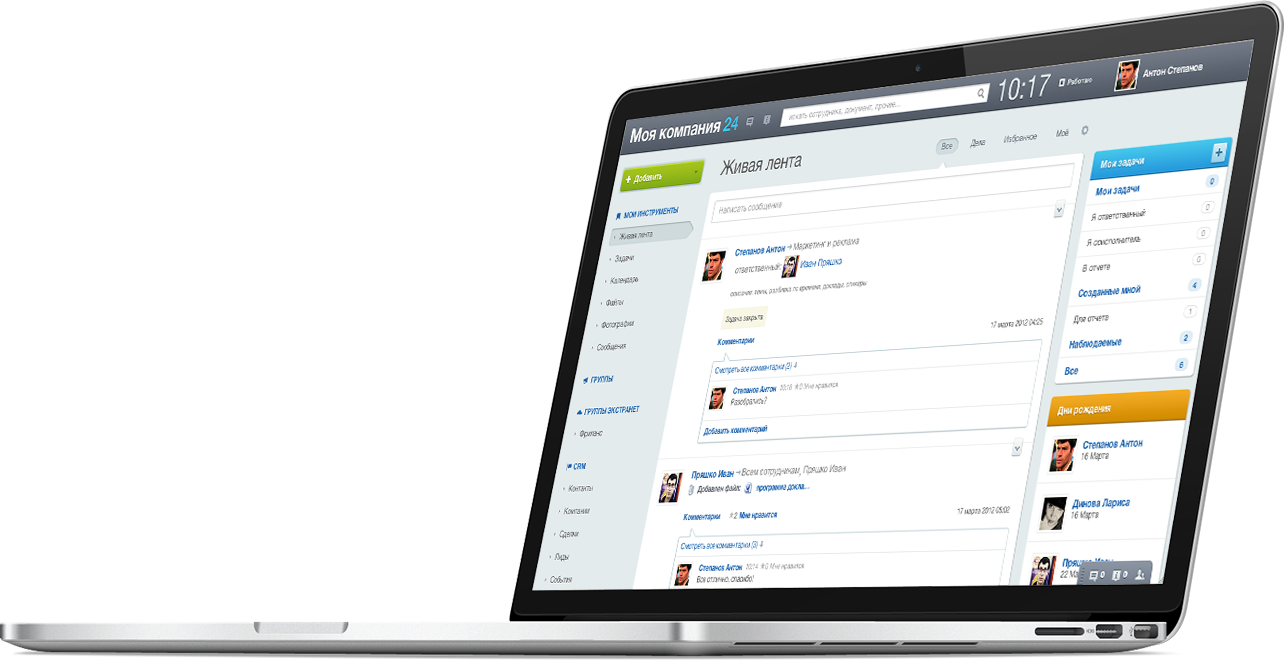 Моя компания 24
искать сотрудника, документ, прочее...
10:17
Работаю
Антон Степанов
+ Добавить
Живая лента
Все
Дела
Избранное
Моё
Написать сообщение
МОИ ИНСТРУМЕНТЫ
Живая лента
Задачи
Календарь
Файлы
Фотографии
Сообщения
ГРУППЫ
ГРУППЫ ЭКСТРАНЕТ
Фриланс
CRM
Контакты
Компании
Сделки
Лиды
События
Степанов Антон → Маркетинг и реклама
ответственный: Иван Пряшко
описание: темы, разбивка по времени, доклады, спикеры
Задача закрыта
17 марта 2012 04:25
Комментарии
Смотреть все комментарии (2)
Степанов Антон 10:16 0 Мне нравится
Разобрались?
Добавить комментарий
Пряшко Иван → Всем сотрудникам, Пряшко Иван
Добавлен файл: программа докла...
Комментарии 2 Мне нравится
17 марта 2012 05:02
Смотреть все комментарии (3)
Степанов Антон 10:14 0 Мне нравится
Все отлично, спасибо!
Мои задачи +
Мои задачи 0
Я ответственный 0
Я соисполнитель 0
В отчете 0
Созданные мной 4
Для отчета 1
Наблюдаемые 2
Все 6
Дни рождения
Степанов Антон
16 Марта
Динова Лариса
16 Марта
Пряшко Иван
22 Ма
0 0